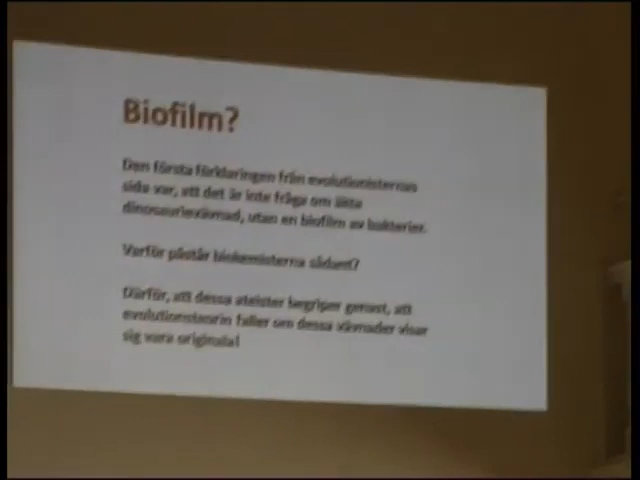 Biofilm?
Den första förklaringen från evolutionisternas
sida var, att det är inte fråga om äkta
dinosaurievävnad, utan en biofilm av bakterier.
Varför påstår biokemisterna sådant?
Därför, att dessa ateister begriper genast, att
evolutionsteorin faller om dessa vävnader visar
sig vara originala!